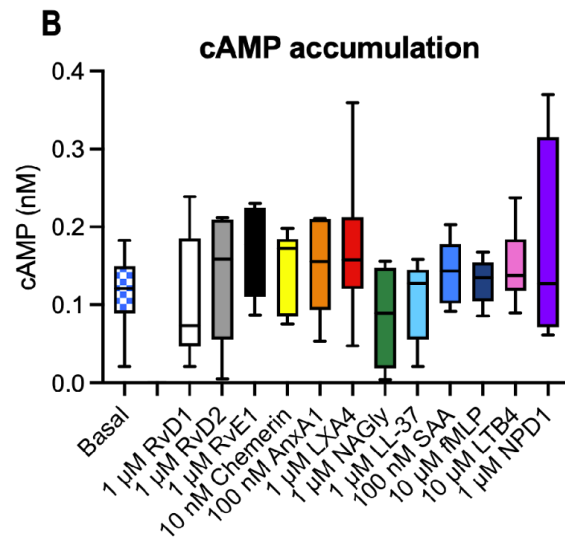 B
cAMP accumulation
cAMP (nM)
0.4
0.3
0.2
0.1
0.0
Basal
1 µM RvD1
1 µM RvD2
1 µM RvE1
10 nM Chemerin
100 nM AnxA1
1 µM LXA4
1 µM NAGly
1 µM LL-37
100 nM SAA
10 µM fMLP
10 µM LTB4
1 µM NPD1